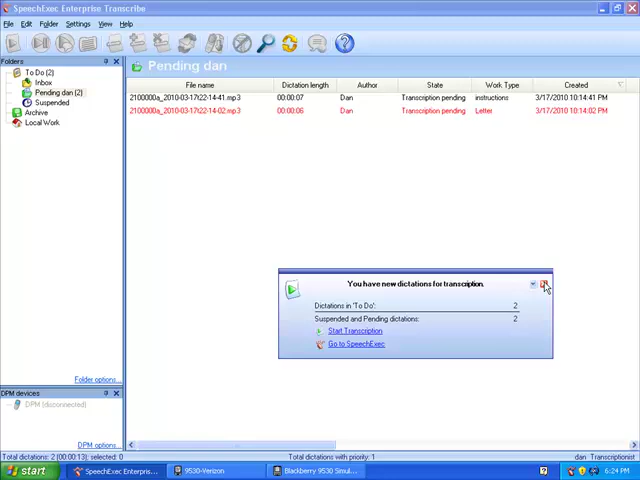 SpeechExec Enterprise Transcribe
File Edit Folder Settings View Help
Folders
To Do (2)
Inbox
Pending dan (2)
Suspended
Archive
Local Work
Folder options...
DPM devices
DPM (disconnected)
DPM options...
Pending dan
File name Dictation length Author State Work Type Created
2100000a_2010-03-17t22-14-41.mp3 00:00:07 Dan Transcription pending instructions 3/17/2010 10:14:41 PM
2100000a_2010-03-17t22-14-02.mp3 00:00:06 Dan Transcription pending Letter 3/17/2010 10:14:02 PM
You have new dictations for transcription.
Dictations in 'To Do': 2
Suspended and Pending dictations: 2
Start Transcription
Go to SpeechExec
Total dictations: 2 (00:00:13); selected: 0 Total dictations with priority: 1 dan Transcriptionist
start SpeechExec Enterpris... 9530-Verizon Blackberry 9530 Simul... 6:24 PM